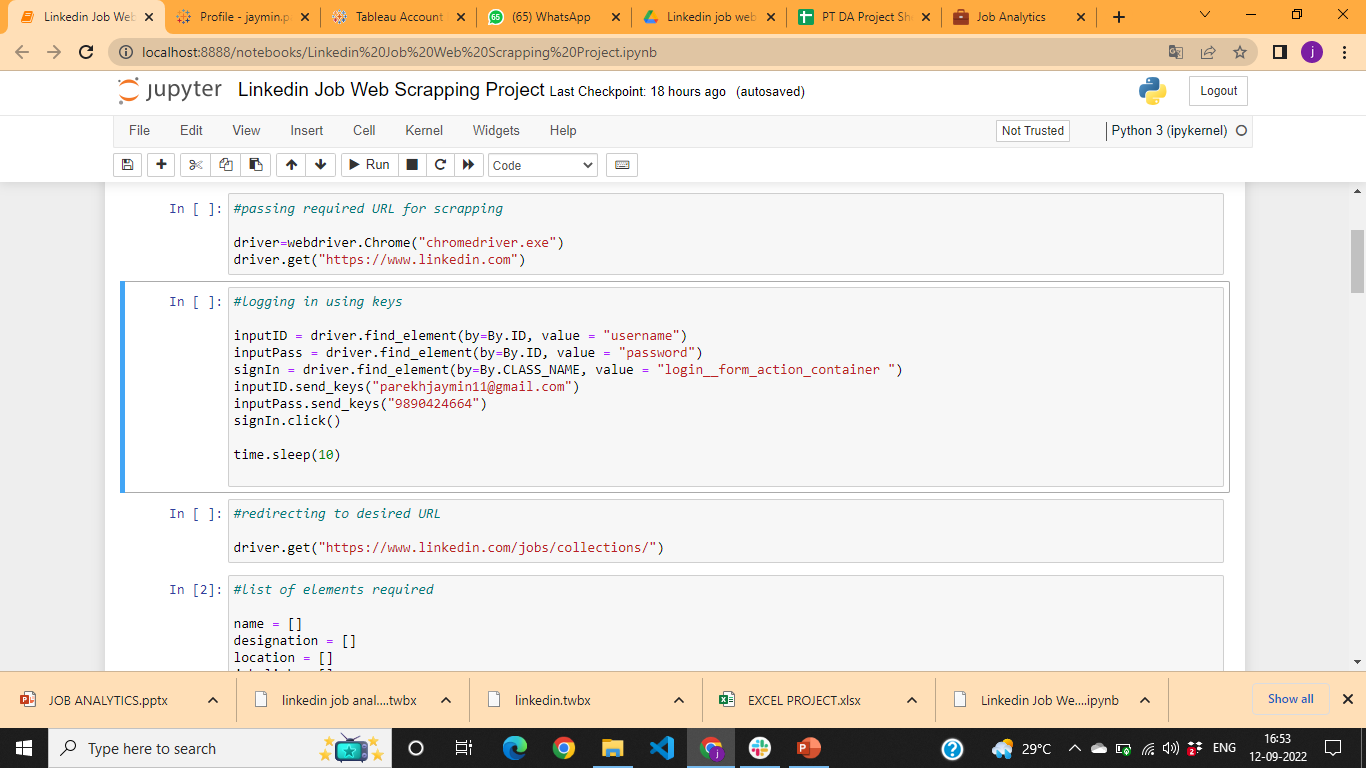 Linkedin Job Web
Profile - jaymin.p
Tableau Account
65 (65) WhatsApp
Linkedin job web
PT DA Project She
Job Analytics
localhost:8888/notebooks/Linkedin%20Job%20Web%20Scrapping%20Project.ipynb
j
jupyter Linkedin Job Web Scrapping Project Last Checkpoint: 18 hours ago (autosaved)
Logout
File Edit View Insert Cell Kernel Widgets Help
Not Trusted
Python 3 (ipykernel)
Run
Code
In [ ]: #passing required URL for scrapping
driver=webdriver.Chrome("chromedriver.exe")
driver.get("https://www.linkedin.com")
In [ ]: #logging in using keys
inputID = driver.find_element(by=By.ID, value = "username")
inputPass = driver.find_element(by=By.ID, value = "password")
signIn = driver.find_element(by=By.CLASS_NAME, value = "login__form_action_container ")
inputID.send_keys("parekhjaymin11@gmail.com")
inputPass.send_keys("9890424664")
signIn.click()
time.sleep(10)
In [ ]: #redirecting to desired URL
driver.get("https://www.linkedin.com/jobs/collections/")
In [2]: #list of elements required
name = []
designation = []
location = []
JOB ANALYTICS.pptx
linkedin job anal....twbx
linkedin.twbx
EXCEL PROJECT.xlsx
Linkedin Job We....ipynb
Show all
Type here to search
29°C
ENG
16:53
12-09-2022